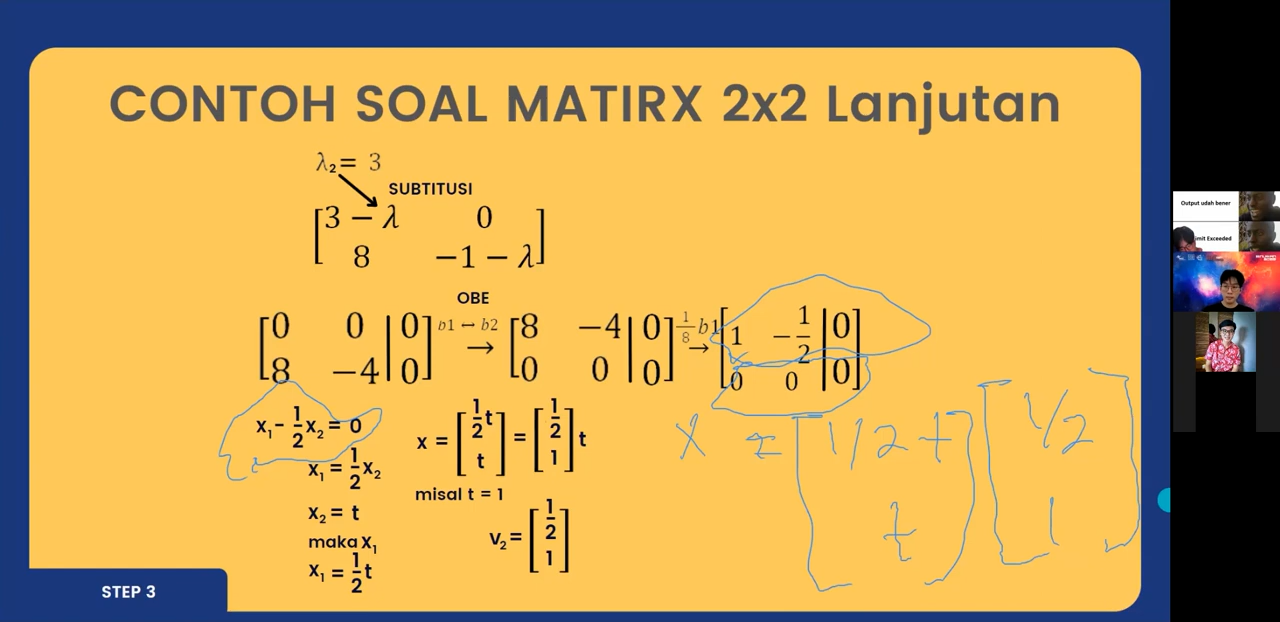 CONTOH SOAL MATIRX 2x2 Lanjutan
λ₂ = 3
SUBTITUSI
[3 − λ 0
8 −1 − λ]
OBE
[0 0 | 0
8 −4 | 0] b1 ↔ b2 → [8 −4 | 0
0 0 | 0] 1/8 b1 → [1 −1/2 | 0
0 0 | 0]
x₁ - 1/2 x₂ = 0
x₁ = 1/2 x₂
x₂ = t
maka x₁
x₁ = 1/2 t
x = [1/2 t
t] = [1/2
1] t
misal t = 1
v₂ = [1/2
1]
x = [1/2 t
t] [1/2
1]
STEP 3
Output udah bener
imit Exceeded